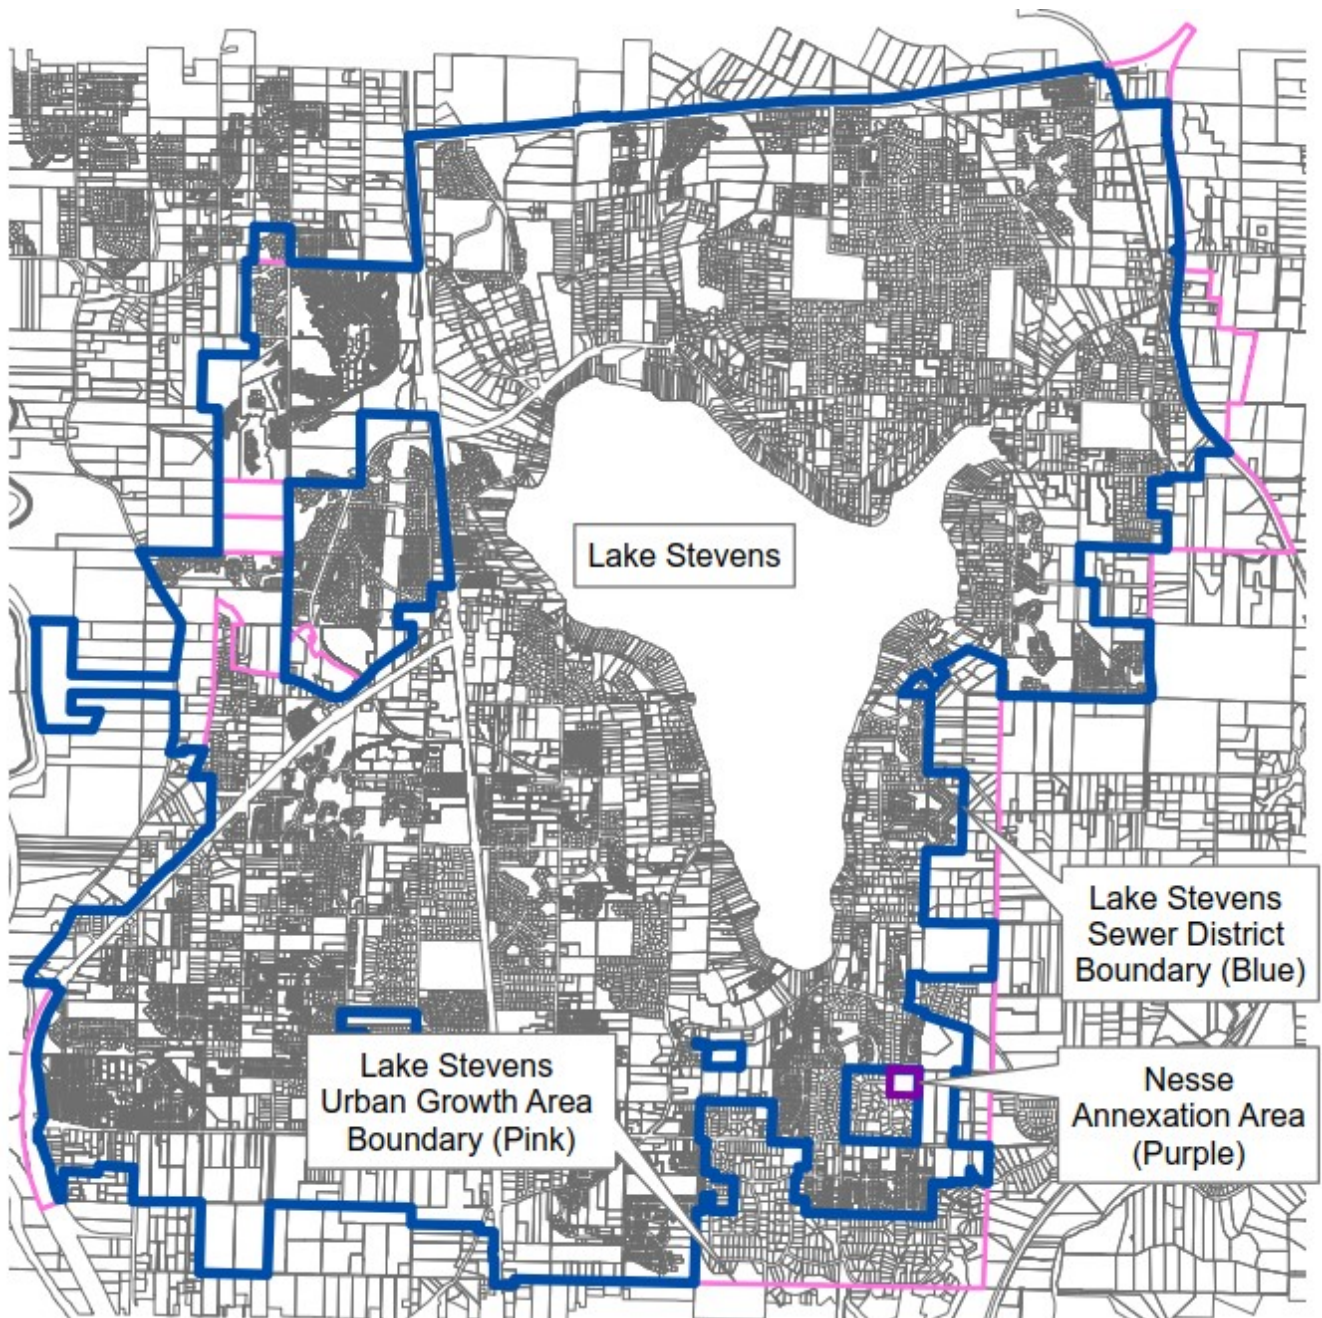 Lake Stevens
Lake Stevens
Sewer District
Boundary (Blue)
Lake Stevens
Urban Growth Area
Boundary (Pink)
Nesse
Annexation Area
(Purple)